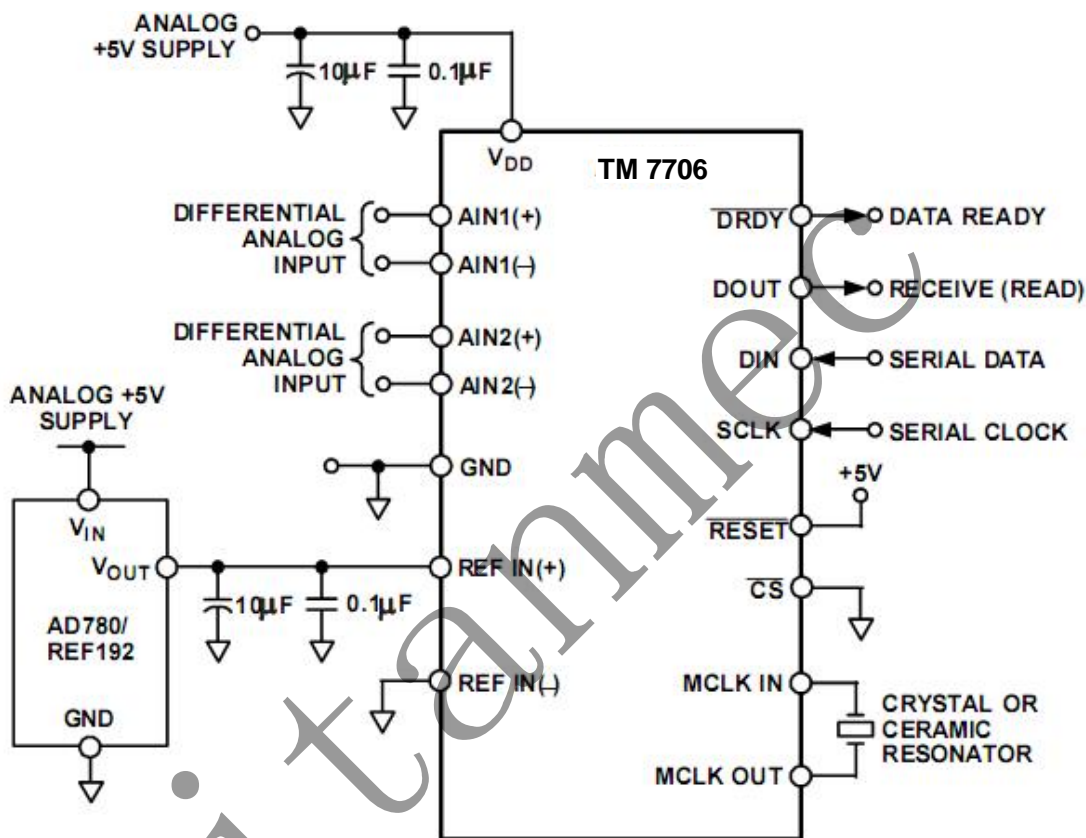 ANALOG
+5V SUPPLY
10µF
0.1µF
VDD
TM 7706
DIFFERENTIAL
ANALOG
INPUT
AIN1(+)
AIN1(–)
DIFFERENTIAL
ANALOG
INPUT
AIN2(+)
AIN2(–)
GND
ANALOG +5V
SUPPLY
VIN
VOUT
AD780/
REF192
GND
10µF
0.1µF
REF IN(+)
REF IN(–)
DRDY
DATA READY
DOUT
RECEIVE (READ)
DIN
SERIAL DATA
SCLK
SERIAL CLOCK
+5V
RESET
CS
MCLK IN
MCLK OUT
CRYSTAL OR
CERAMIC
RESONATOR
itanmec